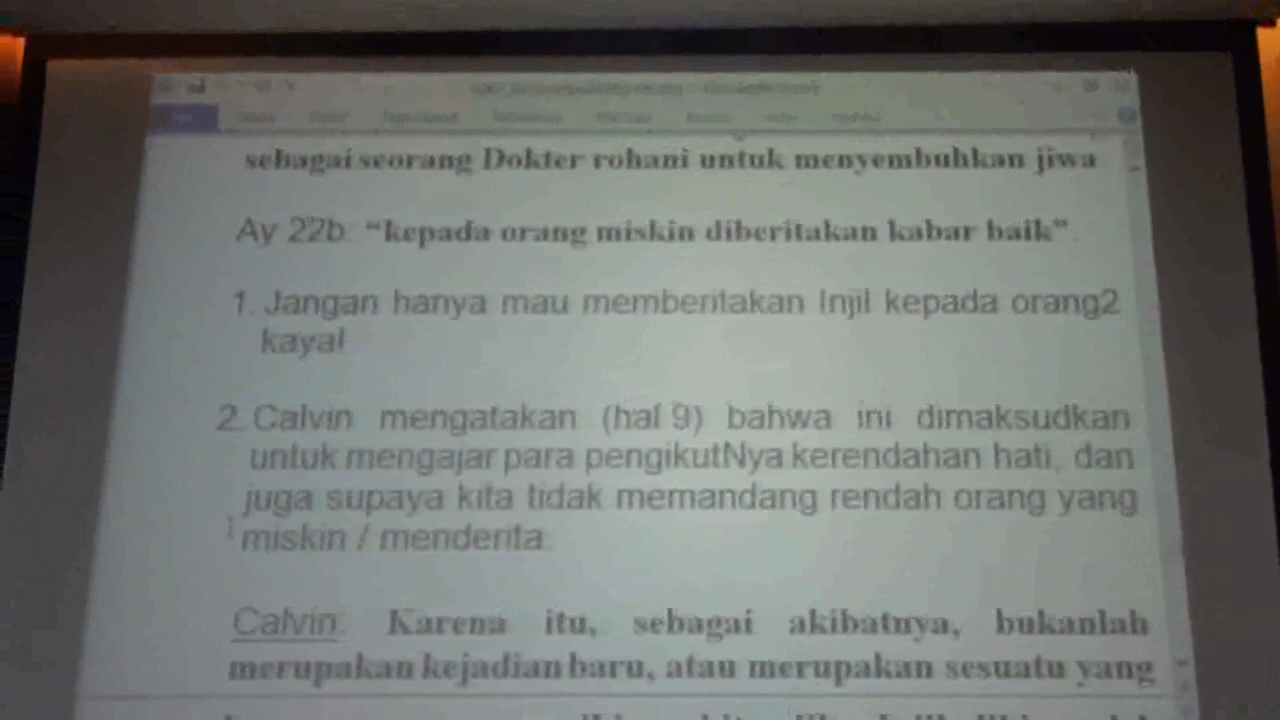 sebagai seorang Dokter rohani untuk menyembuhkan jiwa
Ay 22b: “kepada orang miskin diberitakan kabar baik”.
1. Jangan hanya mau memberitakan Injil kepada orang2
kaya!
2. Calvin mengatakan (hal 9) bahwa ini dimaksudkan
untuk mengajar para pengikutNya kerendahan hati, dan
juga supaya kita tidak memandang rendah orang yang
miskin / menderita.
Calvin: Karena itu, sebagai akibatnya, bukanlah
merupakan kejadian baru, atau merupakan sesuatu yang